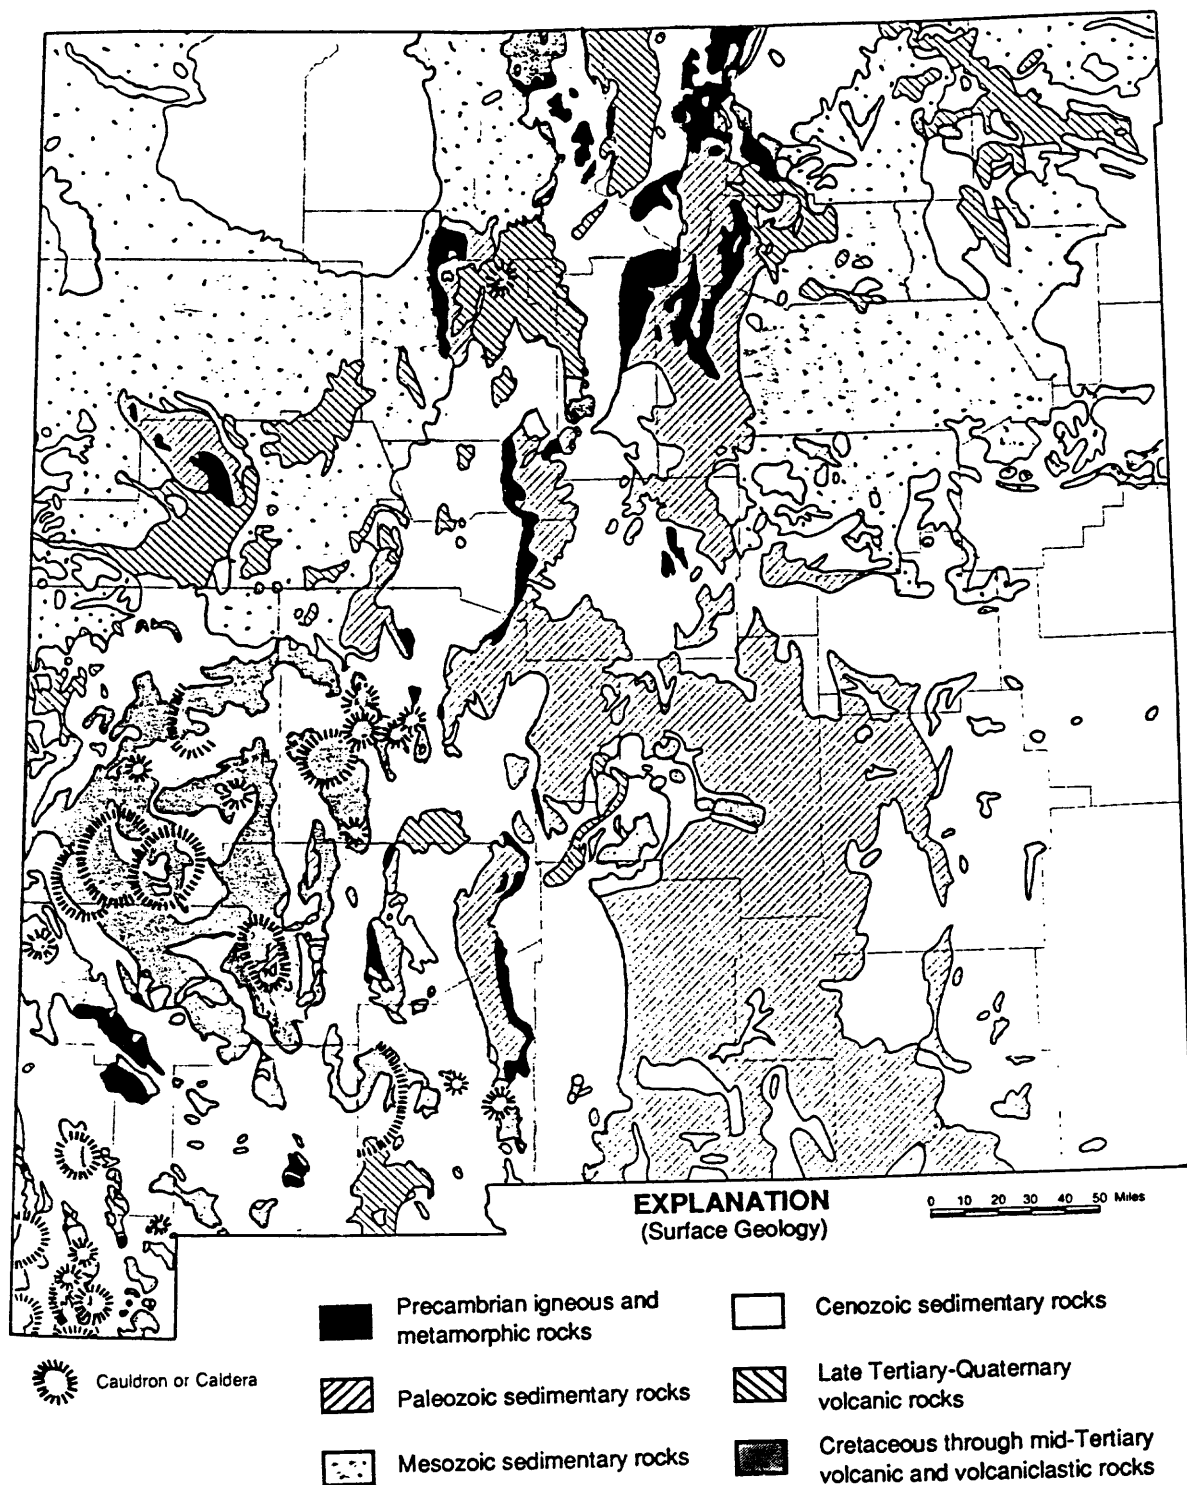 EXPLANATION
(Surface Geology)
0 10 20 30 40 50 Miles
Precambrian igneous and
metamorphic rocks
Cenozoic sedimentary rocks
Cauldron or Caldera
Paleozoic sedimentary rocks
Late Tertiary-Quaternary
volcanic rocks
Mesozoic sedimentary rocks
Cretaceous through mid-Tertiary
volcanic and volcaniclastic rocks